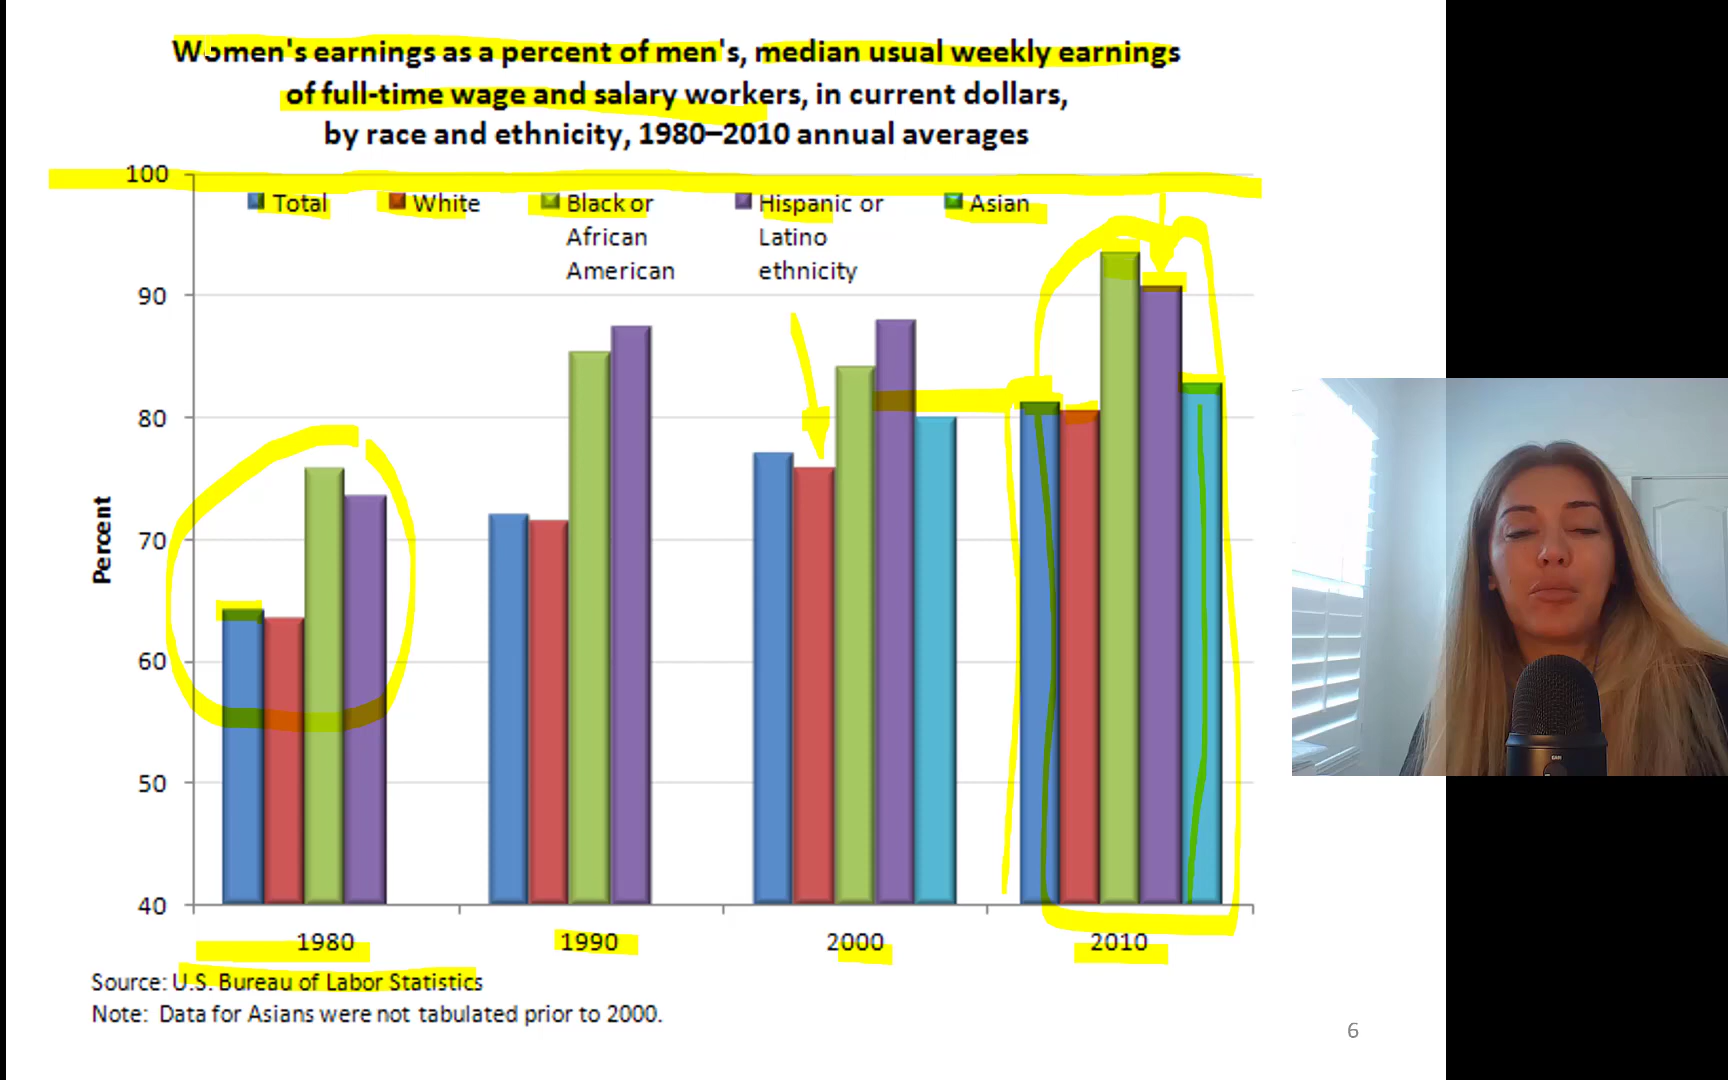 Women's earnings as a percent of men's, median usual weekly earnings
of full-time wage and salary workers, in current dollars,
by race and ethnicity, 1980–2010 annual averages
100
Total
White
Black or
African
American
Hispanic or
Latino
ethnicity
Asian
90
80
70
60
50
40
Percent
1980
1990
2000
2010
Source: U.S. Bureau of Labor Statistics
Note: Data for Asians were not tabulated prior to 2000.
6